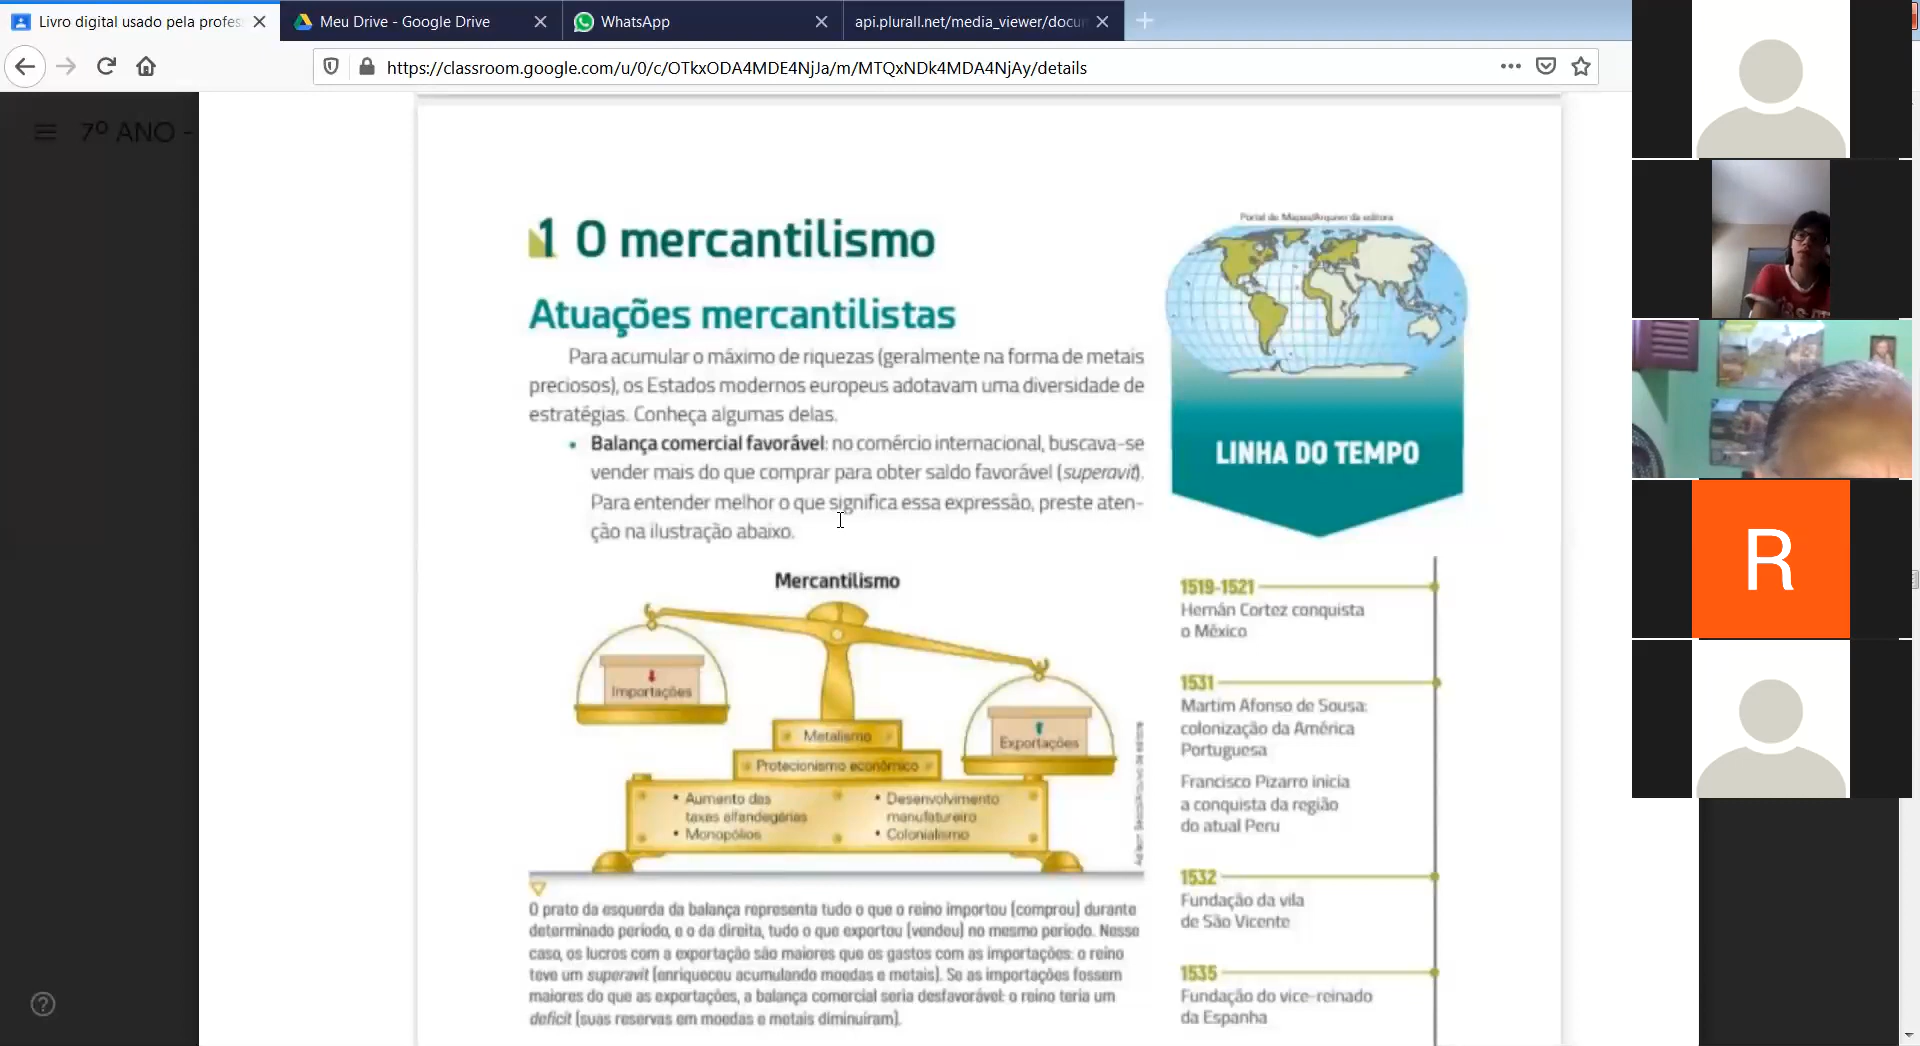 Livro digital usado pela profes
Meu Drive - Google Drive
WhatsApp
api.plurall.net/media_viewer/docu
https://classroom.google.com/u/0/c/OTkxODA4MDE4NjJa/m/MTQxNDk4MDA4NjAy/details
7º ANO -
1 O mercantilismo
Atuações mercantilistas
Para acumular o máximo de riquezas (geralmente na forma de metais
preciosos), os Estados modernos europeus adotavam uma diversidade de
estratégias. Conheça algumas delas.
• Balança comercial favorável: no comércio internacional, buscava-se
vender mais do que comprar para obter saldo favorável (superavit).
Para entender melhor o que significa essa expressão, preste aten-
ção na ilustração abaixo.
Mercantilismo
Importações
Exportações
Metalismo
Protecionismo econômico
• Aumento das
taxas alfandegárias
• Monopólios
• Desenvolvimento
manufatureiro
• Colonialismo
O prato da esquerda da balança representa tudo o que o reino importou (comprou) durante
determinado período, e o da direita, tudo o que exportou (vendeu) no mesmo período. Nesse
caso, os lucros com a exportação são maiores que os gastos com as importações: o reino
teve um superavit (enriqueceu acumulando moedas e metais). Se as importações fossem
maiores do que as exportações, a balança comercial seria desfavorável: o reino teria um
deficit (suas reservas em moedas e metais diminuíram).
Portal de Mapas/Arquivo da editora
LINHA DO TEMPO
1519-1521
Hernán Cortez conquista
o México
1531
Martim Afonso de Sousa:
colonização da América
Portuguesa
Francisco Pizarro inicia
a conquista da região
do atual Peru
1532
Fundação da vila
de São Vicente
1535
Fundação do vice-reinado
da Espanha
R